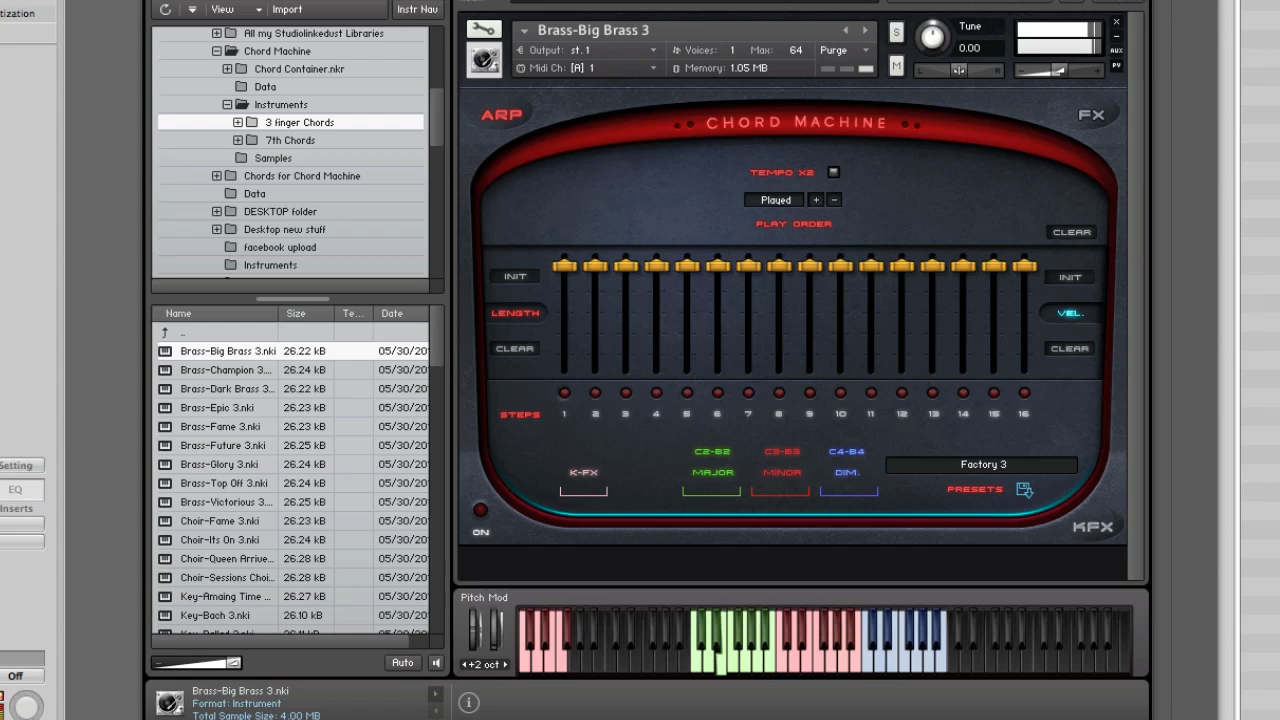 tization
View
Import
Instr Nav
All my Studiolinkedust Libraries
Chord Machine
Chord Container.nkr
Data
Instruments
3 finger Chords
7th Chords
Samples
Chords for Chord Machine
Data
DESKTOP folder
Desktop new stuff
facebook upload
Instruments
Name Size Te... Date
..
Brass-Big Brass 3.nki 26.22 kB 05/30/20
Brass-Champion 3.... 26.24 kB 05/30/20
Brass-Dark Brass 3... 26.22 kB 05/30/20
Brass-Epic 3.nki 26.23 kB 05/30/20
Brass-Fame 3.nki 26.23 kB 05/30/20
Brass-Future 3.nki 26.25 kB 05/30/20
Brass-Glory 3.nki 26.24 kB 05/30/20
Brass-Top Off 3.nki 26.24 kB 05/30/20
Brass-Victorious 3... 26.25 kB 05/30/20
Choir-Fame 3.nki 26.23 kB 05/30/20
Choir-Its On 3.nki 26.24 kB 05/30/20
Choir-Queen Arrive... 26.28 kB 05/30/20
Choir-Sessions Choi... 26.28 kB 05/30/20
Key-Amaing Time ... 26.27 kB 05/30/20
Key-Bach 3.nki 26.10 kB 05/30/20
Auto
Brass-Big Brass 3.nki
Format: Instrument
Total Sample Size: 4.00 MB
Setting
EQ
Inserts
Off
Brass-Big Brass 3
Output: st.1 Voices: 1 Max: 64 Purge
Midi Ch: [A] 1 Memory: 1.05 MB
S
M
Tune
0.00
L R
AUX
PV
ARP
CHORD MACHINE
FX
TEMPO X2
Played + -
PLAY ORDER
CLEAR
INIT INIT
LENGTH VEL.
CLEAR CLEAR
STEPS 1 2 3 4 5 6 7 8 9 10 11 12 13 14 15 16
C2-B2 C3-B3 C4-B4
K-FX MAJOR MINOR DIM.
Factory 3
PRESETS
ON
KFX
Pitch Mod
+2 oct